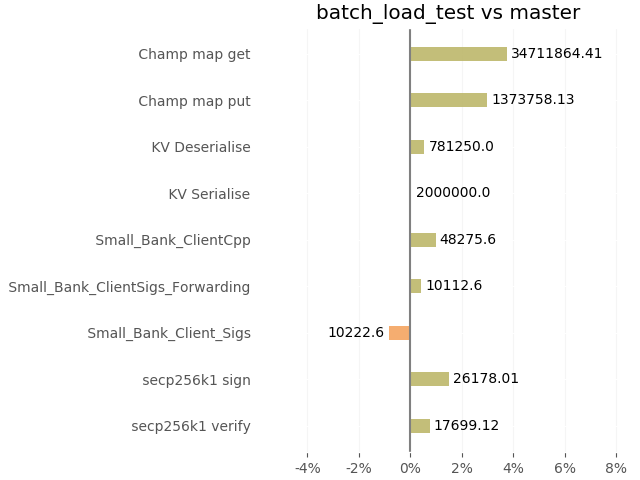 batch_load_test vs master
Champ map get 34711864.41
Champ map put 1373758.13
KV Deserialise 781250.0
KV Serialise 2000000.0
Small_Bank_ClientCpp 48275.6
Small_Bank_ClientSigs_Forwarding 10112.6
Small_Bank_Client_Sigs 10222.6
secp256k1 sign 26178.01
secp256k1 verify 17699.12
-4% -2% 0% 2% 4% 6% 8%